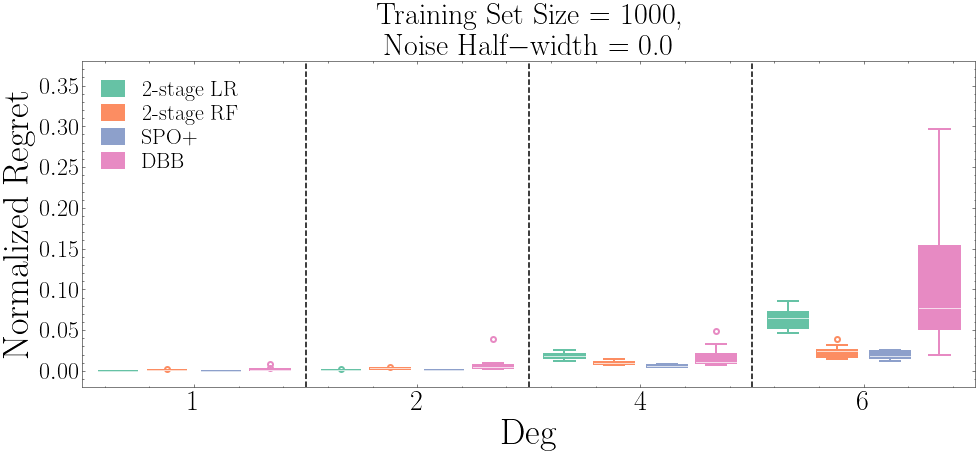 Training Set Size = 1000,
Noise Half−width = 0.0
Normalized Regret
0.35
0.30
0.25
0.20
0.15
0.10
0.05
0.00
2-stage LR
2-stage RF
SPO+
DBB
1
2
4
6
Deg